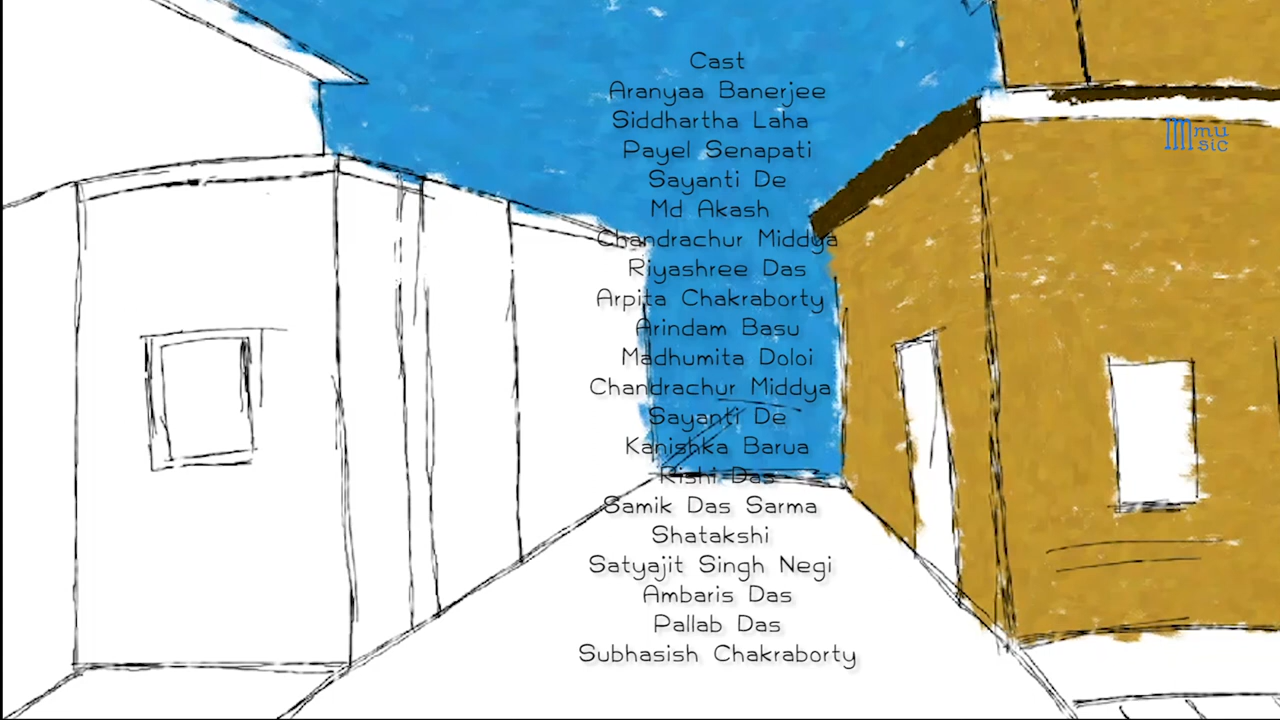 Cast
Aranyaa Banerjee
Siddhartha Laha
Payel Senapati
Sayanti De
Md Akash
Chandrachur Middya
Riyashree Das
Arpita Chakraborty
Arindam Basu
Madhumita Doloi
Chandrachur Middya
Sayanti De
Kanishka Barua
Rishi Das
Samik Das Sarma
Shatakshi
Satyajit Singh Negi
Ambaris Das
Pallab Das
Subhasish Chakraborty
mu
sic